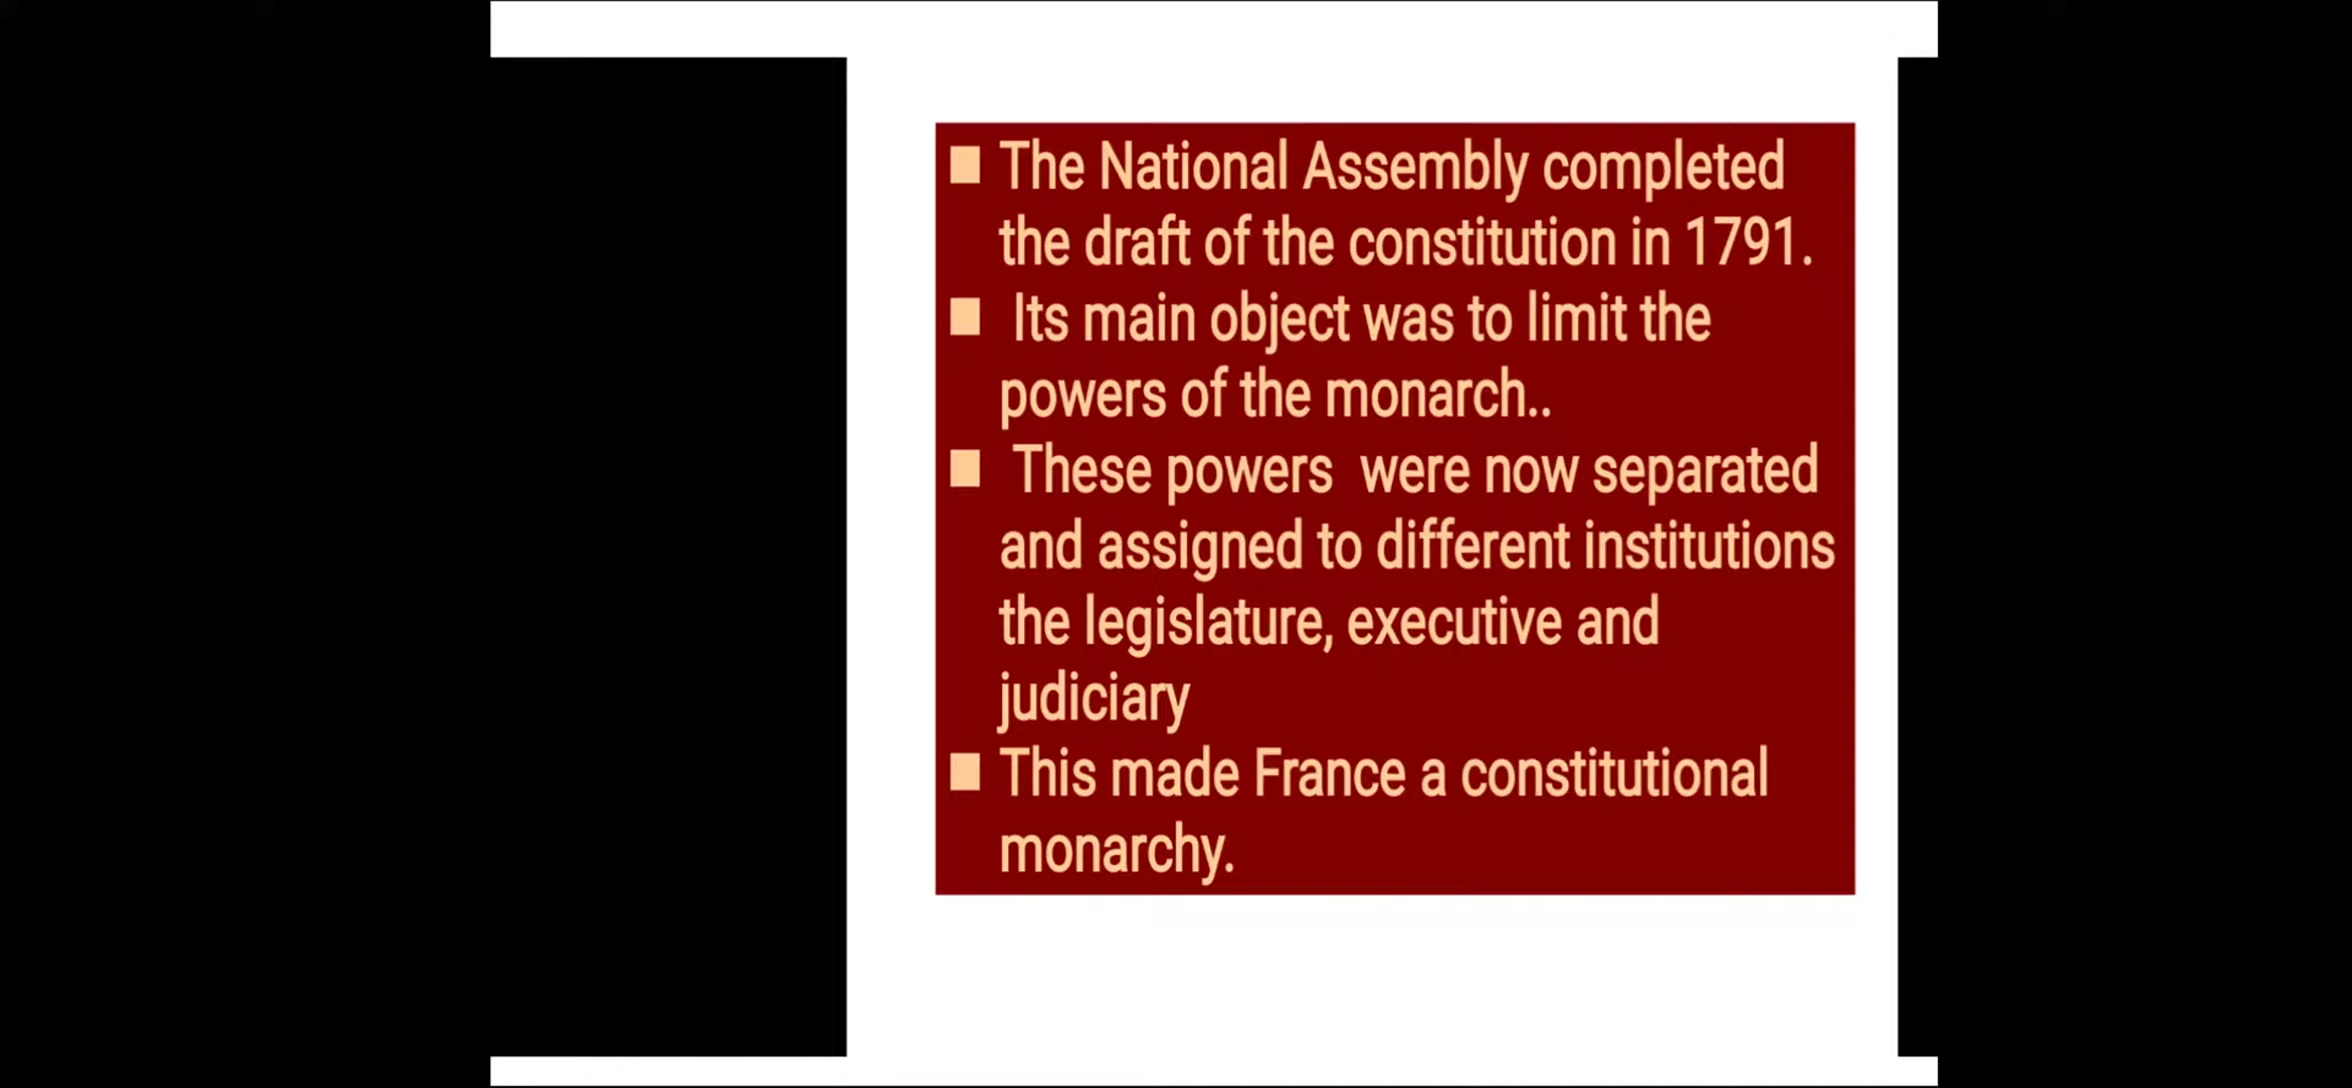 ■ The National Assembly completed
the draft of the constitution in 1791.
■ Its main object was to limit the
powers of the monarch..
■ These powers  were now separated
and assigned to different institutions
the legislature, executive and
judiciary
■ This made France a constitutional
monarchy.